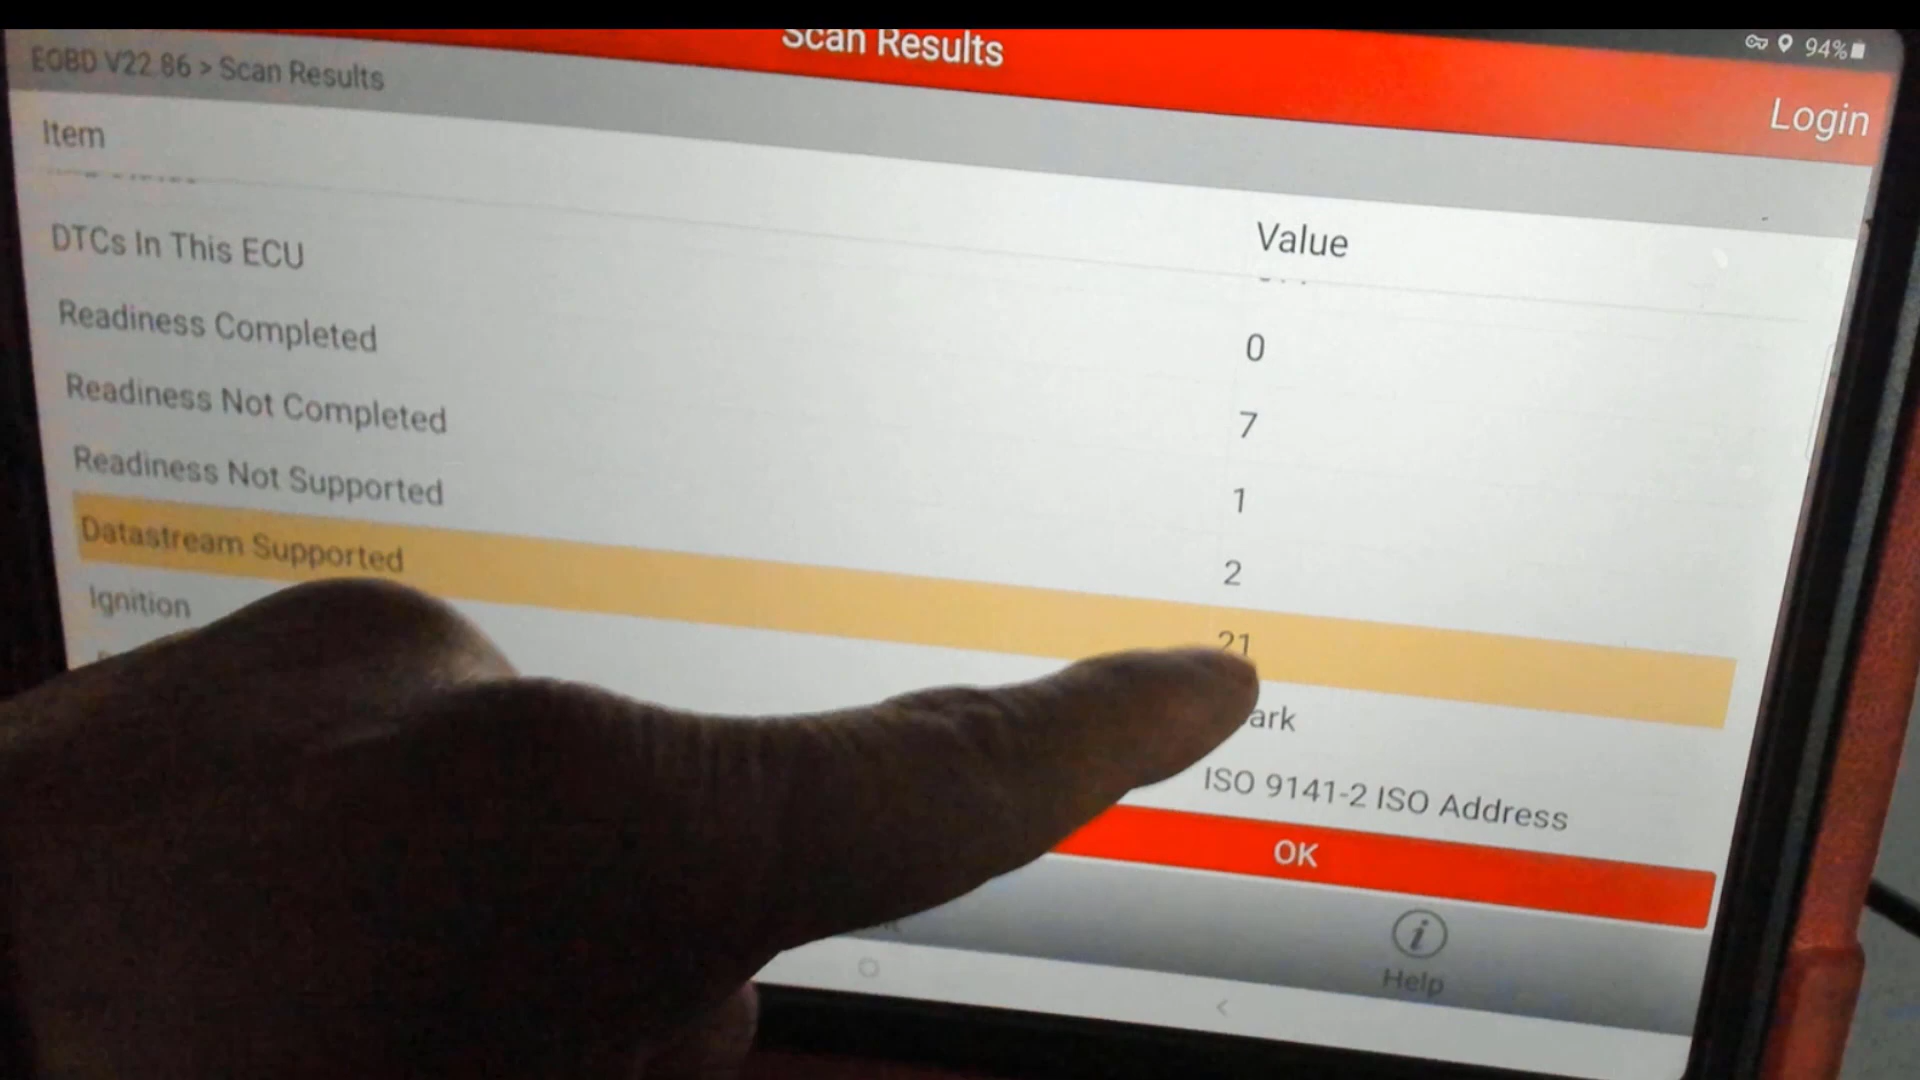 Scan Results
94%
EOBD V22.86 > Scan Results
Login
Item
Value
DTCs In This ECU
0
Readiness Completed
7
Readiness Not Completed
1
Readiness Not Supported
2
Datastream Supported
21
Ignition
ark
ISO 9141-2 ISO Address
OK
Help